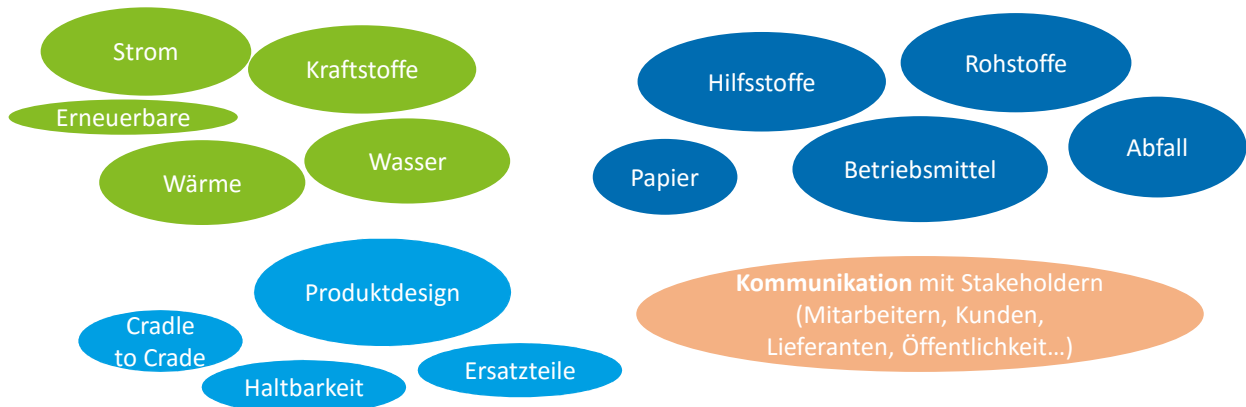 Strom
Kraftstoffe
Erneuerbare
Wärme
Wasser
Hilfsstoffe
Rohstoffe
Papier
Betriebsmittel
Abfall
Produktdesign
Cradle
to Crade
Haltbarkeit
Ersatzteile
Kommunikation mit Stakeholdern
(Mitarbeitern, Kunden,
Lieferanten, Öffentlichkeit…)